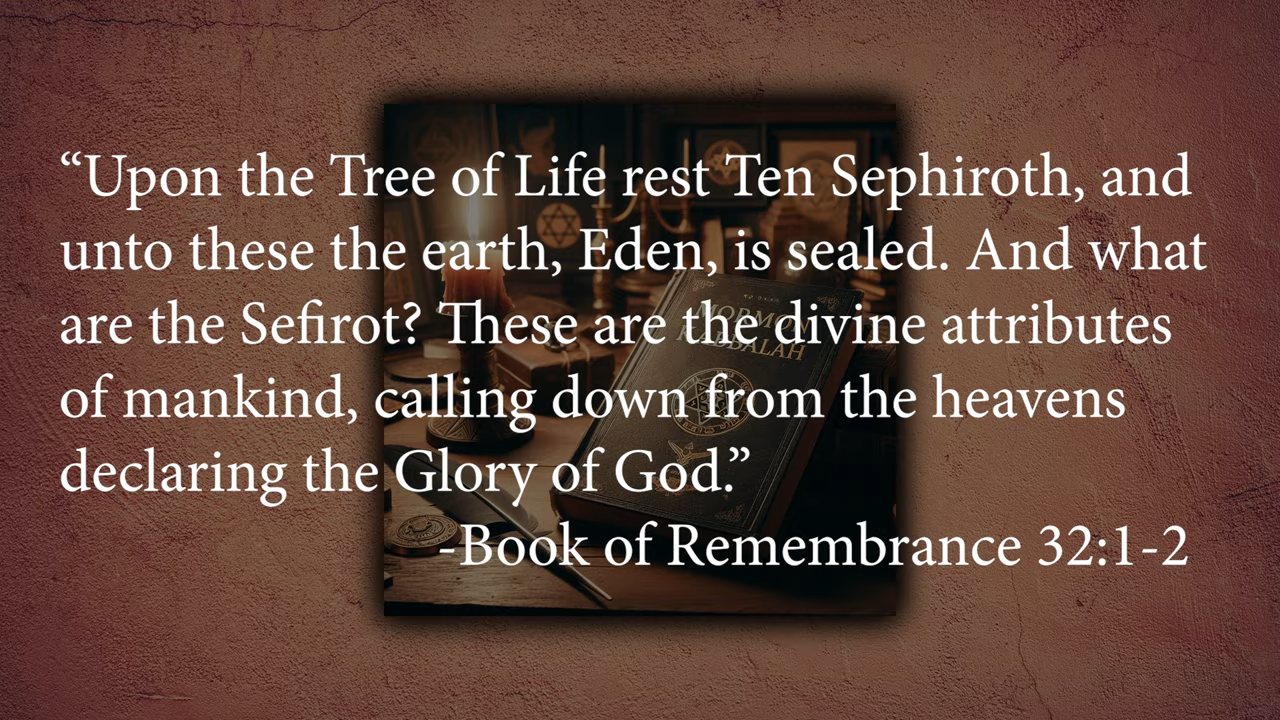 “Upon the Tree of Life rest Ten Sephiroth, and
unto these the earth, Eden, is sealed. And what
are the Sefirot? These are the divine attributes
of mankind, calling down from the heavens
declaring the Glory of God.”
-Book of Remembrance 32:1-2
MORMON
KABBALAH